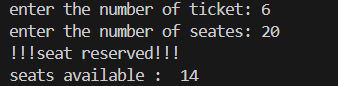 enter the number of ticket: 6
enter the number of seates: 20
!!!seat reserved!!!
seats available :  14